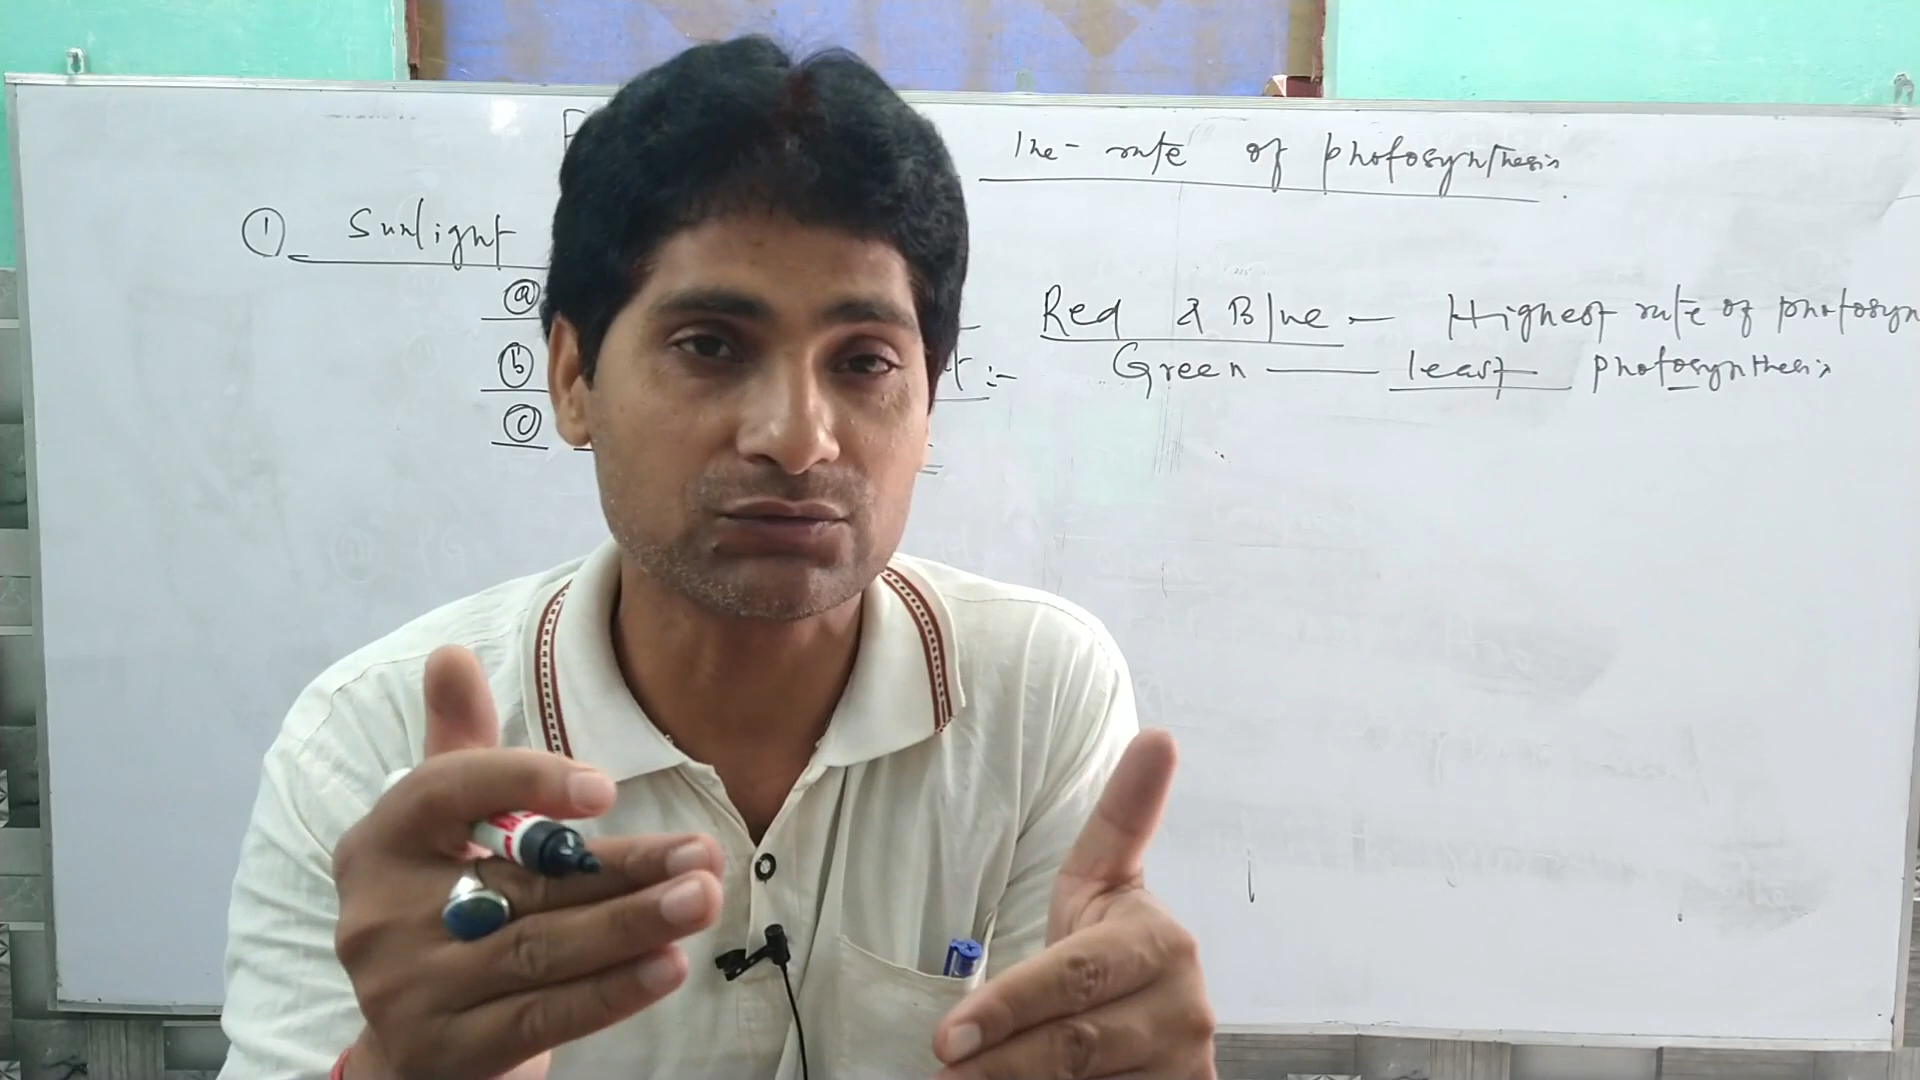 the rate of photosynthesis
① Sunlight
ⓐ Red & Blue - Highest rate of photosyn
ⓑ :- Green — least photosynthesis
ⓒ